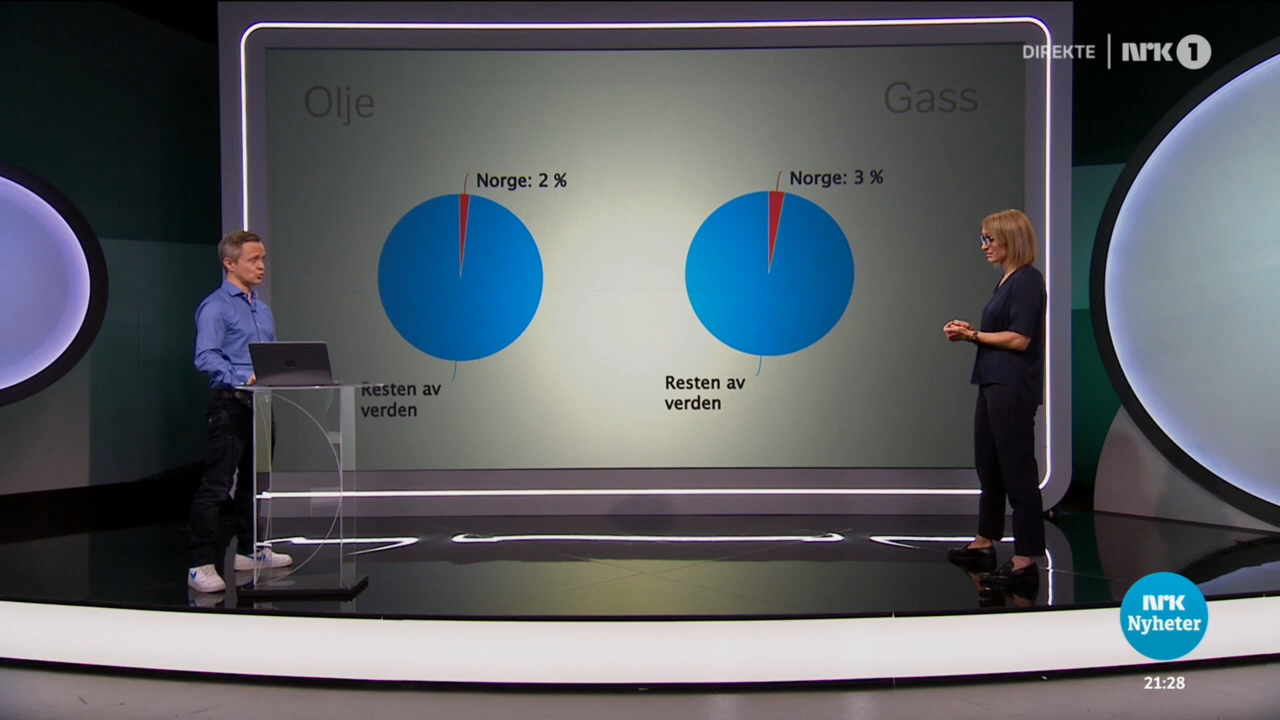 DIREKTE | NRK 1
Olje
Gass
Norge: 2 %
Norge: 3 %
Resten av
verden
Resten av
verden
NRK
Nyheter
21:28